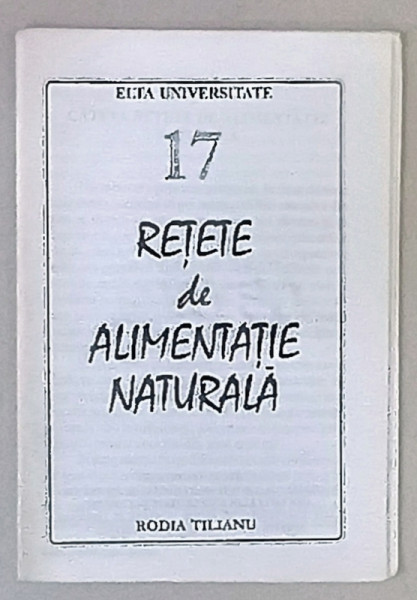 ELTA UNIVERSITATE
17
REȚETE
de
ALIMENTAȚIE
NATURALĂ
RODIA TILIANU